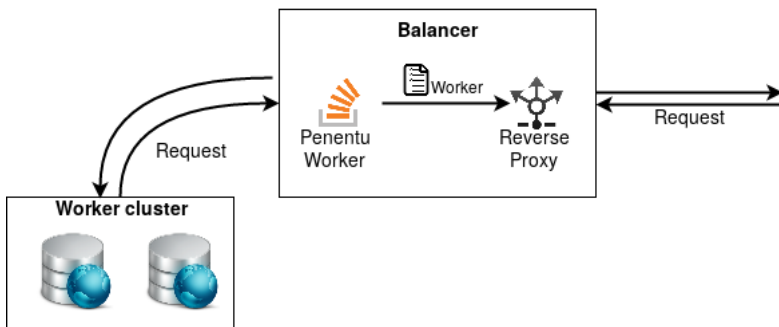 Balancer
Worker
Penentu
Worker
Reverse
Proxy
Request
Request
Worker cluster